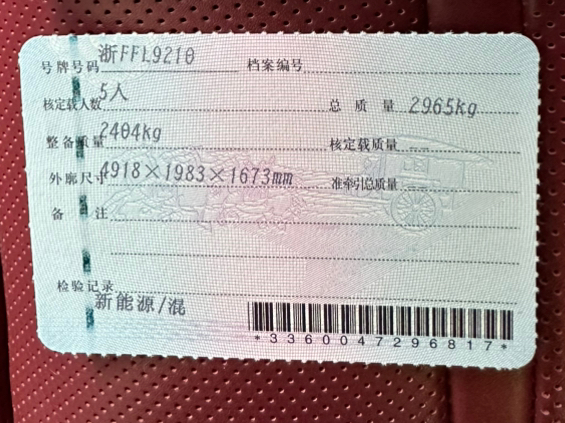 号牌号码 浙FFL9210 档案编号
核定载人数 5人 总质量 2965kg
整备质量 2404kg 核定载质量 --
外廓尺寸 4918×1983×1673mm 准牵引总质量 --
备注
检验记录 新能源/混
*3360047296817*